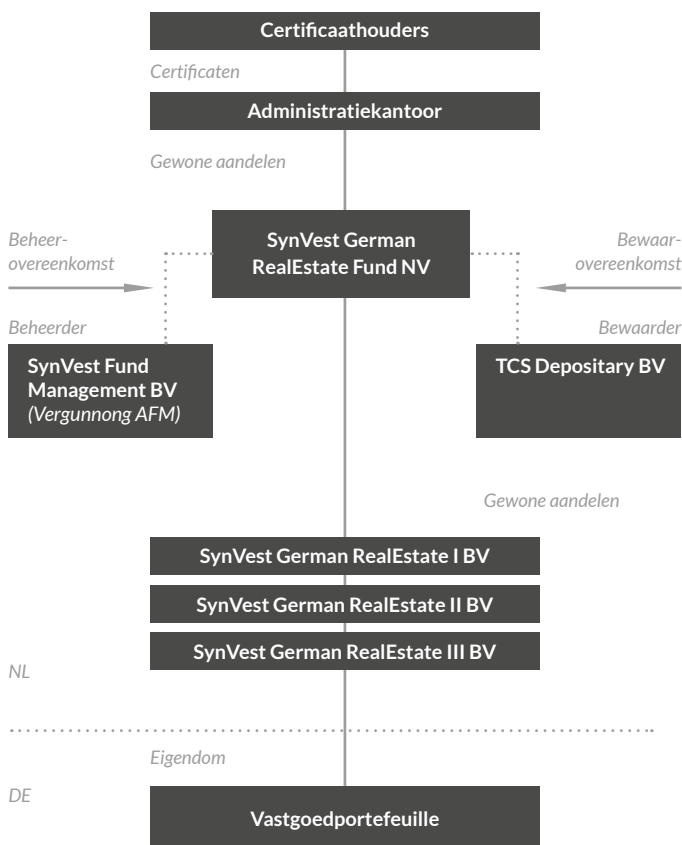 Certificaathouders
Certificaten
Administratiekantoor
Gewone aandelen
SynVest German
RealEstate Fund NV
Beheer-
overeenkomst
Bewaar-
overeenkomst
Beheerder
Bewaarder
SynVest Fund
Management BV
(Vergunnong AFM)
TCS Depositary BV
Gewone aandelen
SynVest German RealEstate I BV
SynVest German RealEstate II BV
SynVest German RealEstate III BV
NL
Eigendom
DE
Vastgoedportefeuille